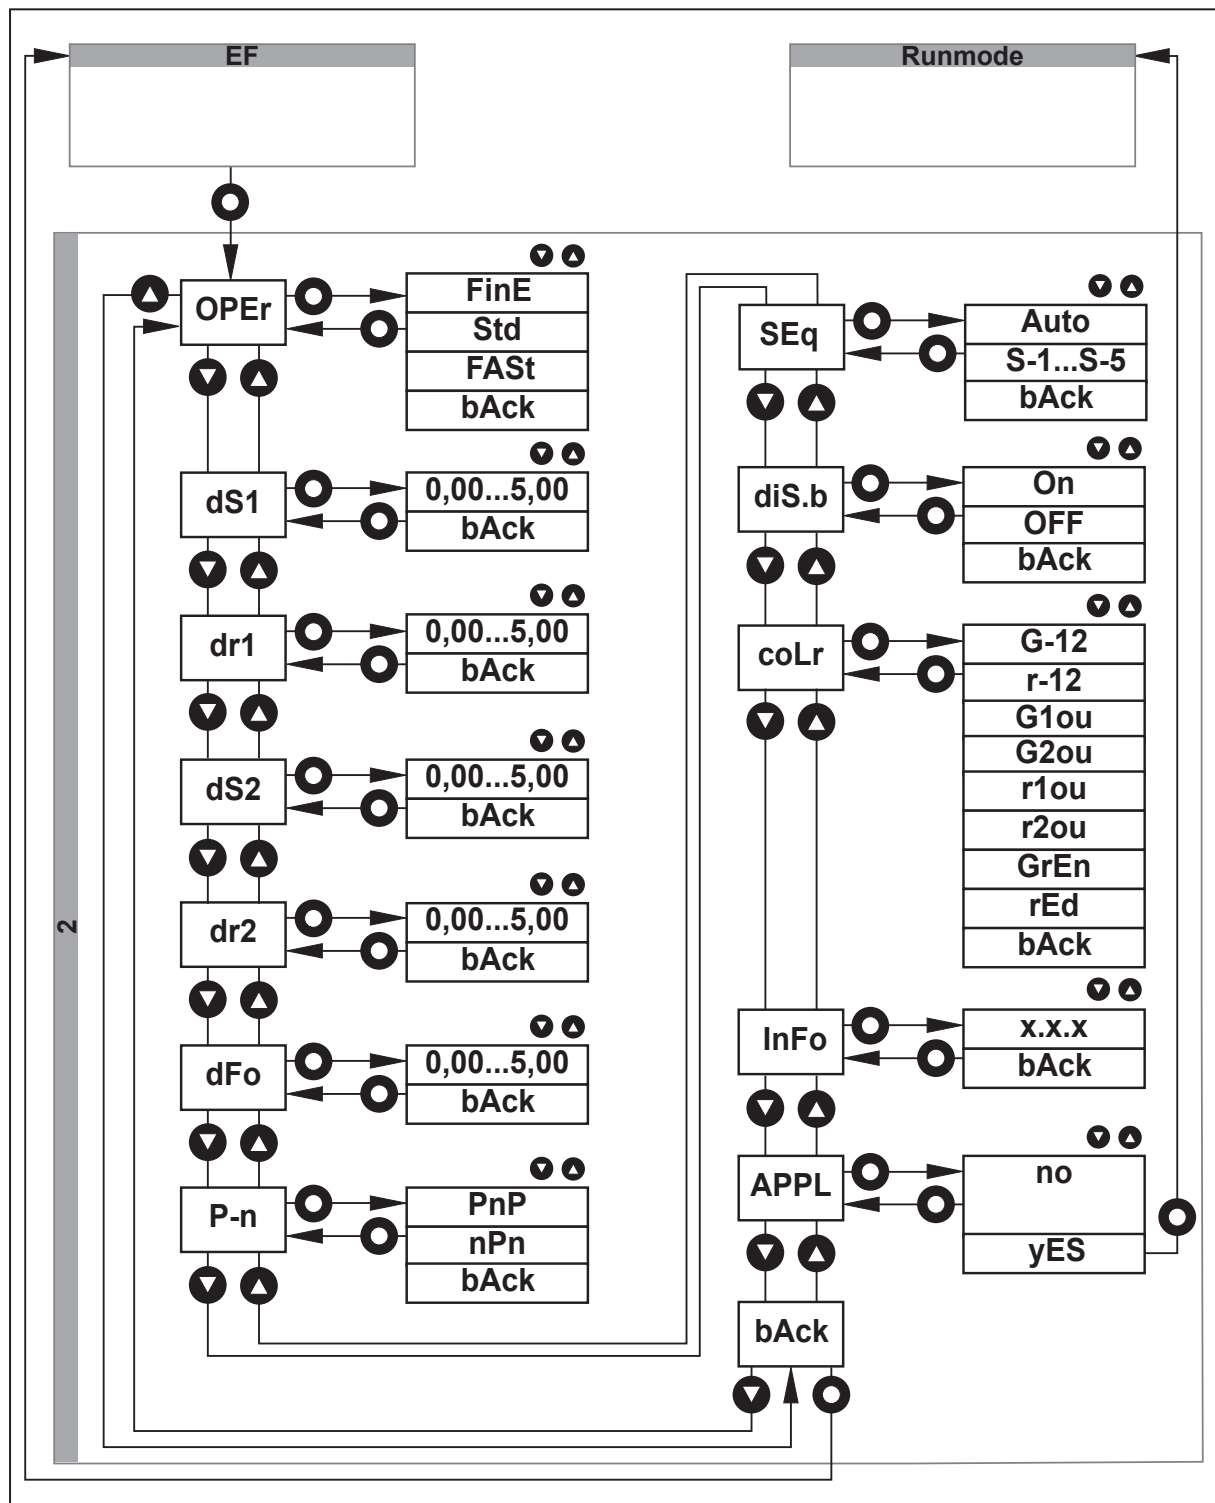 EF
Runmode
2
OPEr
FinE
Std
FASt
bAck
dS1
0,00...5,00
bAck
dr1
0,00...5,00
bAck
dS2
0,00...5,00
bAck
dr2
0,00...5,00
bAck
dFo
0,00...5,00
bAck
P-n
PnP
nPn
bAck
SEq
Auto
S-1...S-5
bAck
diS.b
On
OFF
bAck
coLr
G-12
r-12
G1ou
G2ou
r1ou
r2ou
GrEn
rEd
bAck
InFo
x.x.x
bAck
APPL
no
yES
bAck